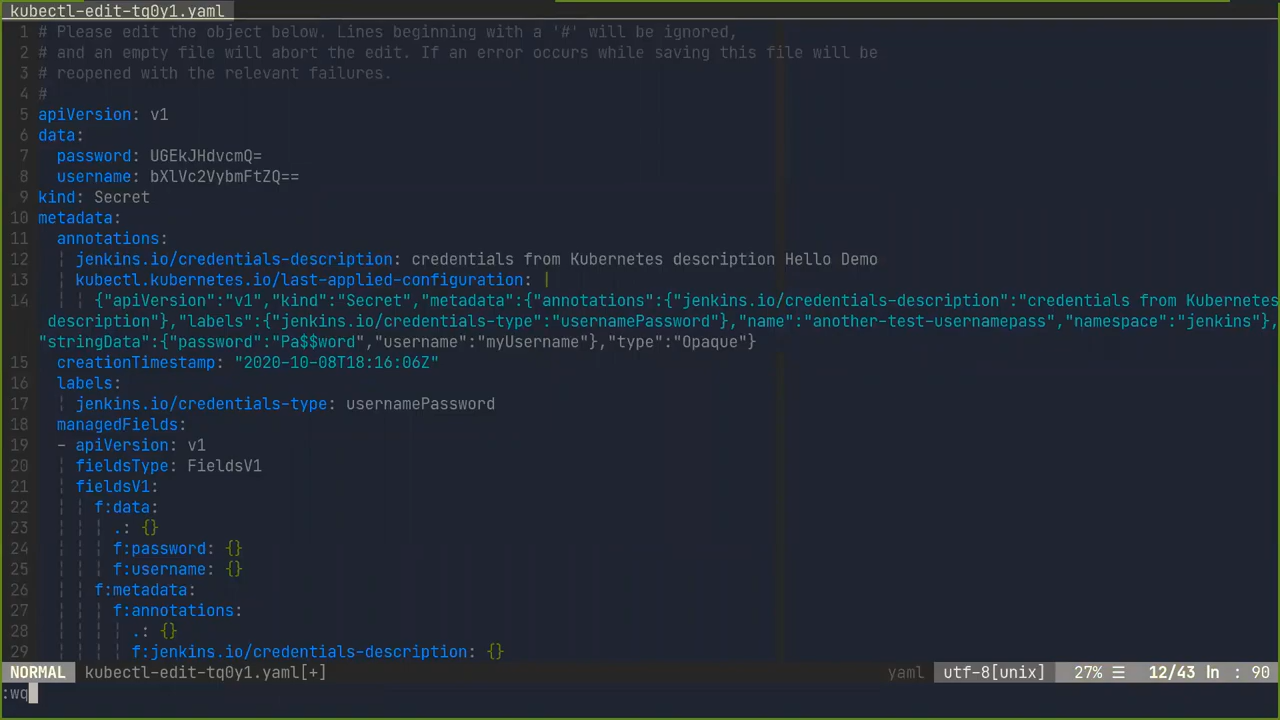 kubectl-edit-tq0y1.yaml
1 # Please edit the object below. Lines beginning with a '#' will be ignored,
2 # and an empty file will abort the edit. If an error occurs while saving this file will be
3 # reopened with the relevant failures.
4 #
5 apiVersion: v1
6 data:
7 password: UGEkJHdvcmQ=
8 username: bXlVc2VybmFtZQ==
9 kind: Secret
10 metadata:
11 annotations:
12 jenkins.io/credentials-description: credentials from Kubernetes description Hello Demo
13 kubectl.kubernetes.io/last-applied-configuration: |
14 {"apiVersion":"v1","kind":"Secret","metadata":{"annotations":{"jenkins.io/credentials-description":"credentials from Kubernetes
description"},"labels":{"jenkins.io/credentials-type":"usernamePassword"},"name":"another-test-usernamepass","namespace":"jenkins"},
"stringData":{"password":"Pa$$word","username":"myUsername"},"type":"Opaque"}
15 creationTimestamp: "2020-10-08T18:16:06Z"
16 labels:
17 jenkins.io/credentials-type: usernamePassword
18 managedFields:
19 - apiVersion: v1
20 fieldsType: FieldsV1
21 fieldsV1:
22 f:data:
23 .: {}
24 f:password: {}
25 f:username: {}
26 f:metadata:
27 f:annotations:
28 .: {}
29 f:jenkins.io/credentials-description: {}
NORMAL kubectl-edit-tq0y1.yaml[+] yaml utf-8[unix] 27% ☰ 12/43 ln : 90
:wq